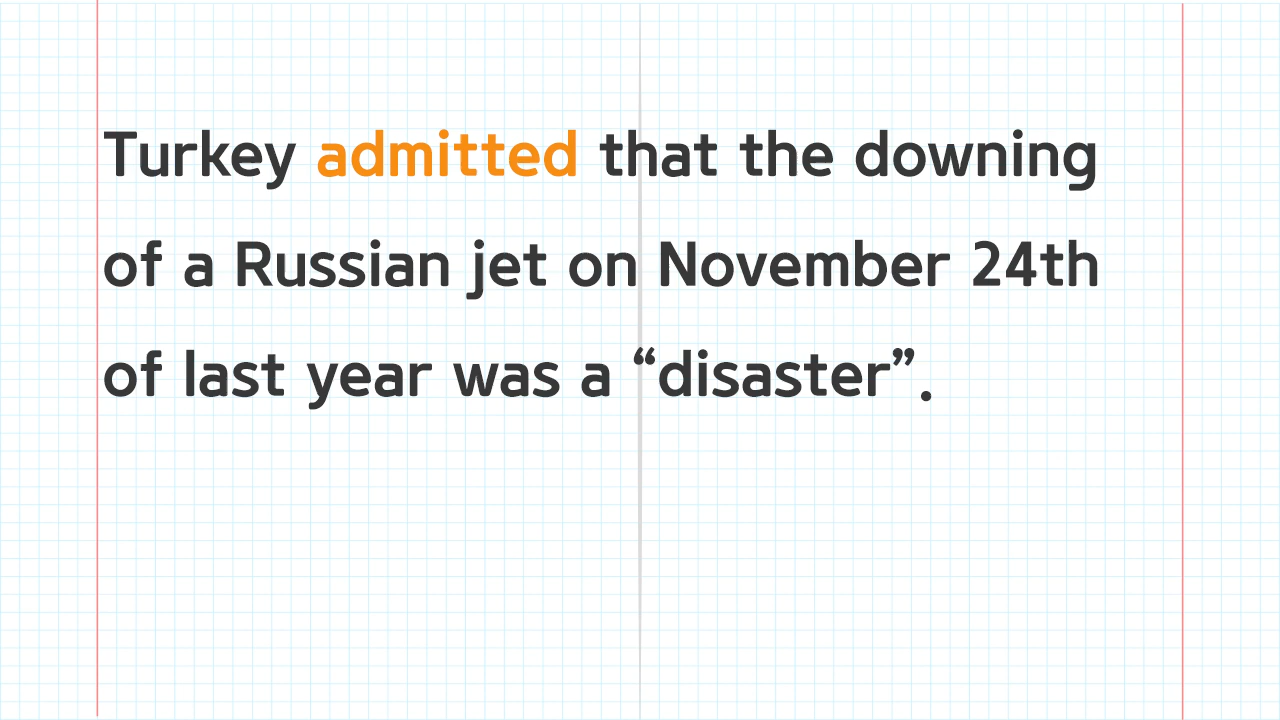 Turkey admitted that the downing
of a Russian jet on November 24th
of last year was a “disaster”.